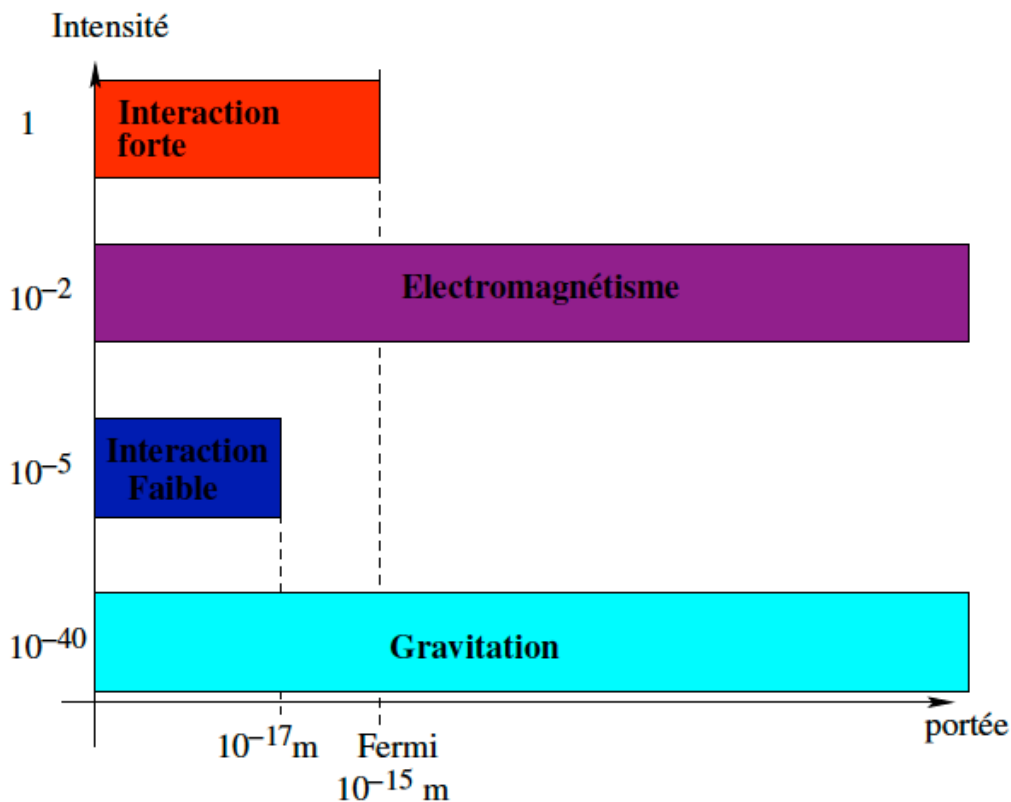 Intensité
1
Interaction
forte
10⁻²
Electromagnétisme
10⁻⁵
Interaction
Faible
10⁻⁴⁰
Gravitation
portée
10⁻¹⁷m
Fermi
10⁻¹⁵ m